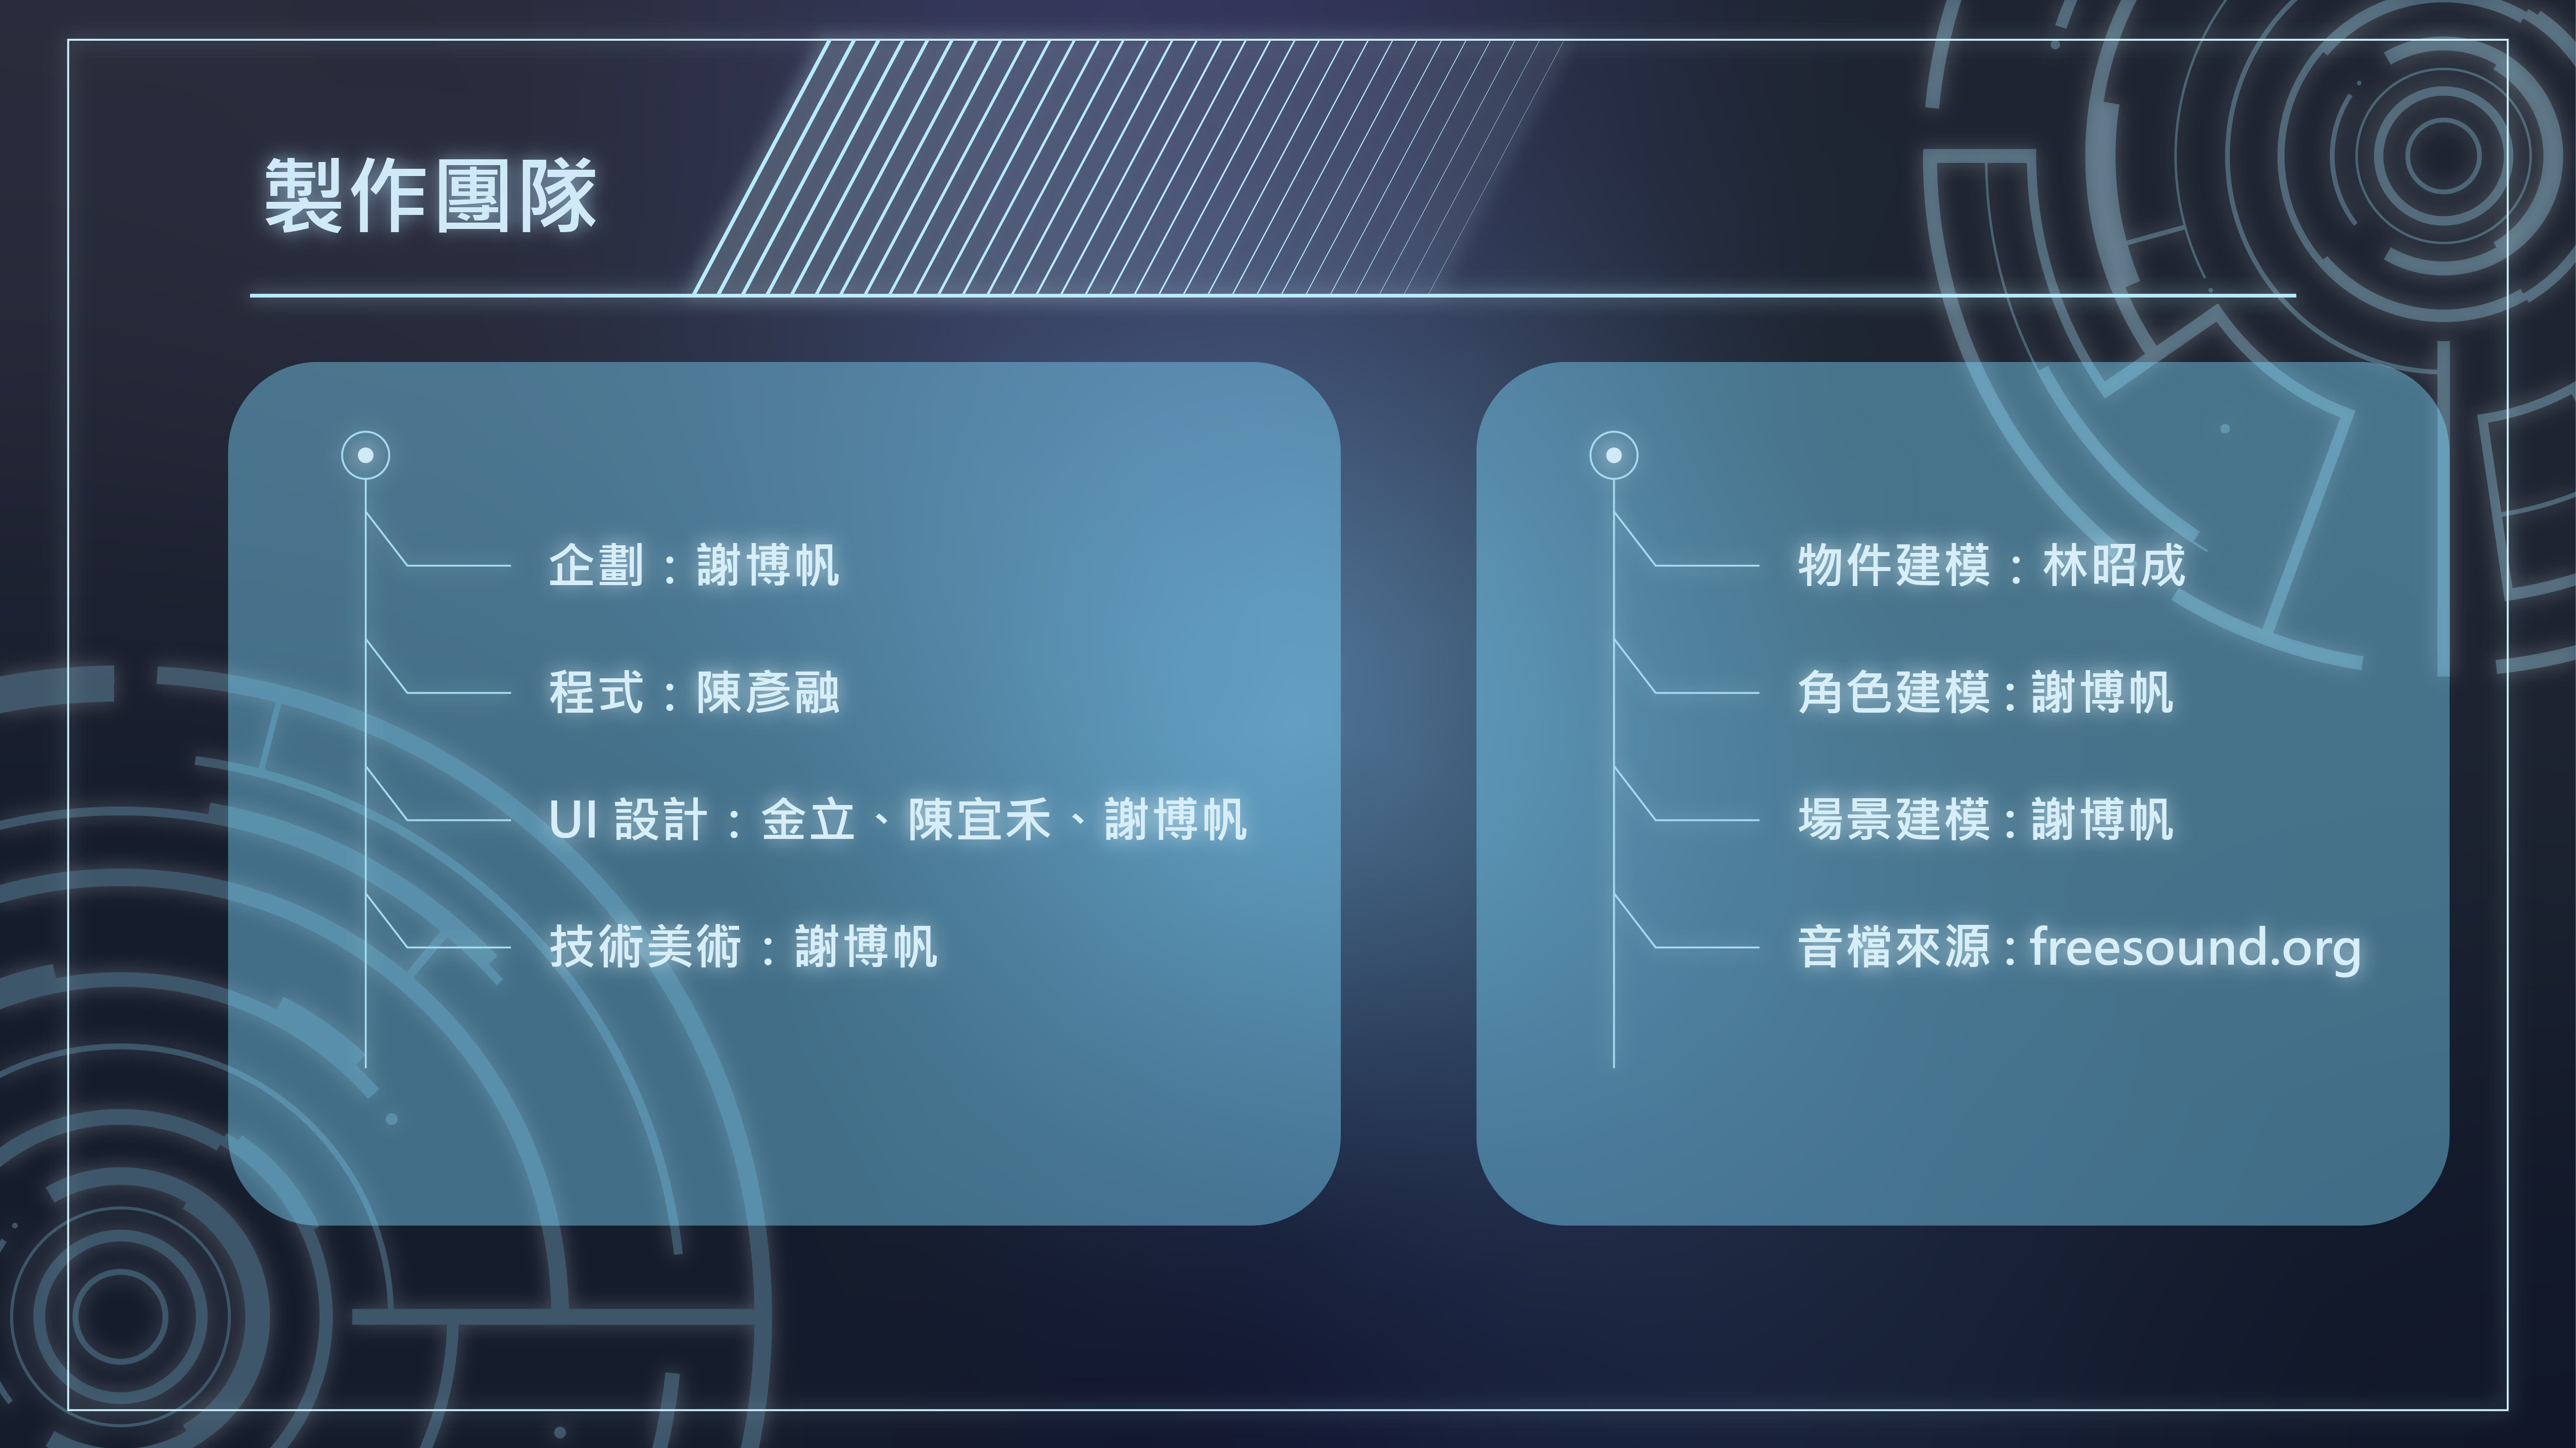 製作團隊
企劃：謝博帆
程式：陳彥融
UI 設計：金立、陳宜禾、謝博帆
技術美術：謝博帆
物件建模：林昭成
角色建模 : 謝博帆
場景建模 : 謝博帆
音檔來源 : freesound.org